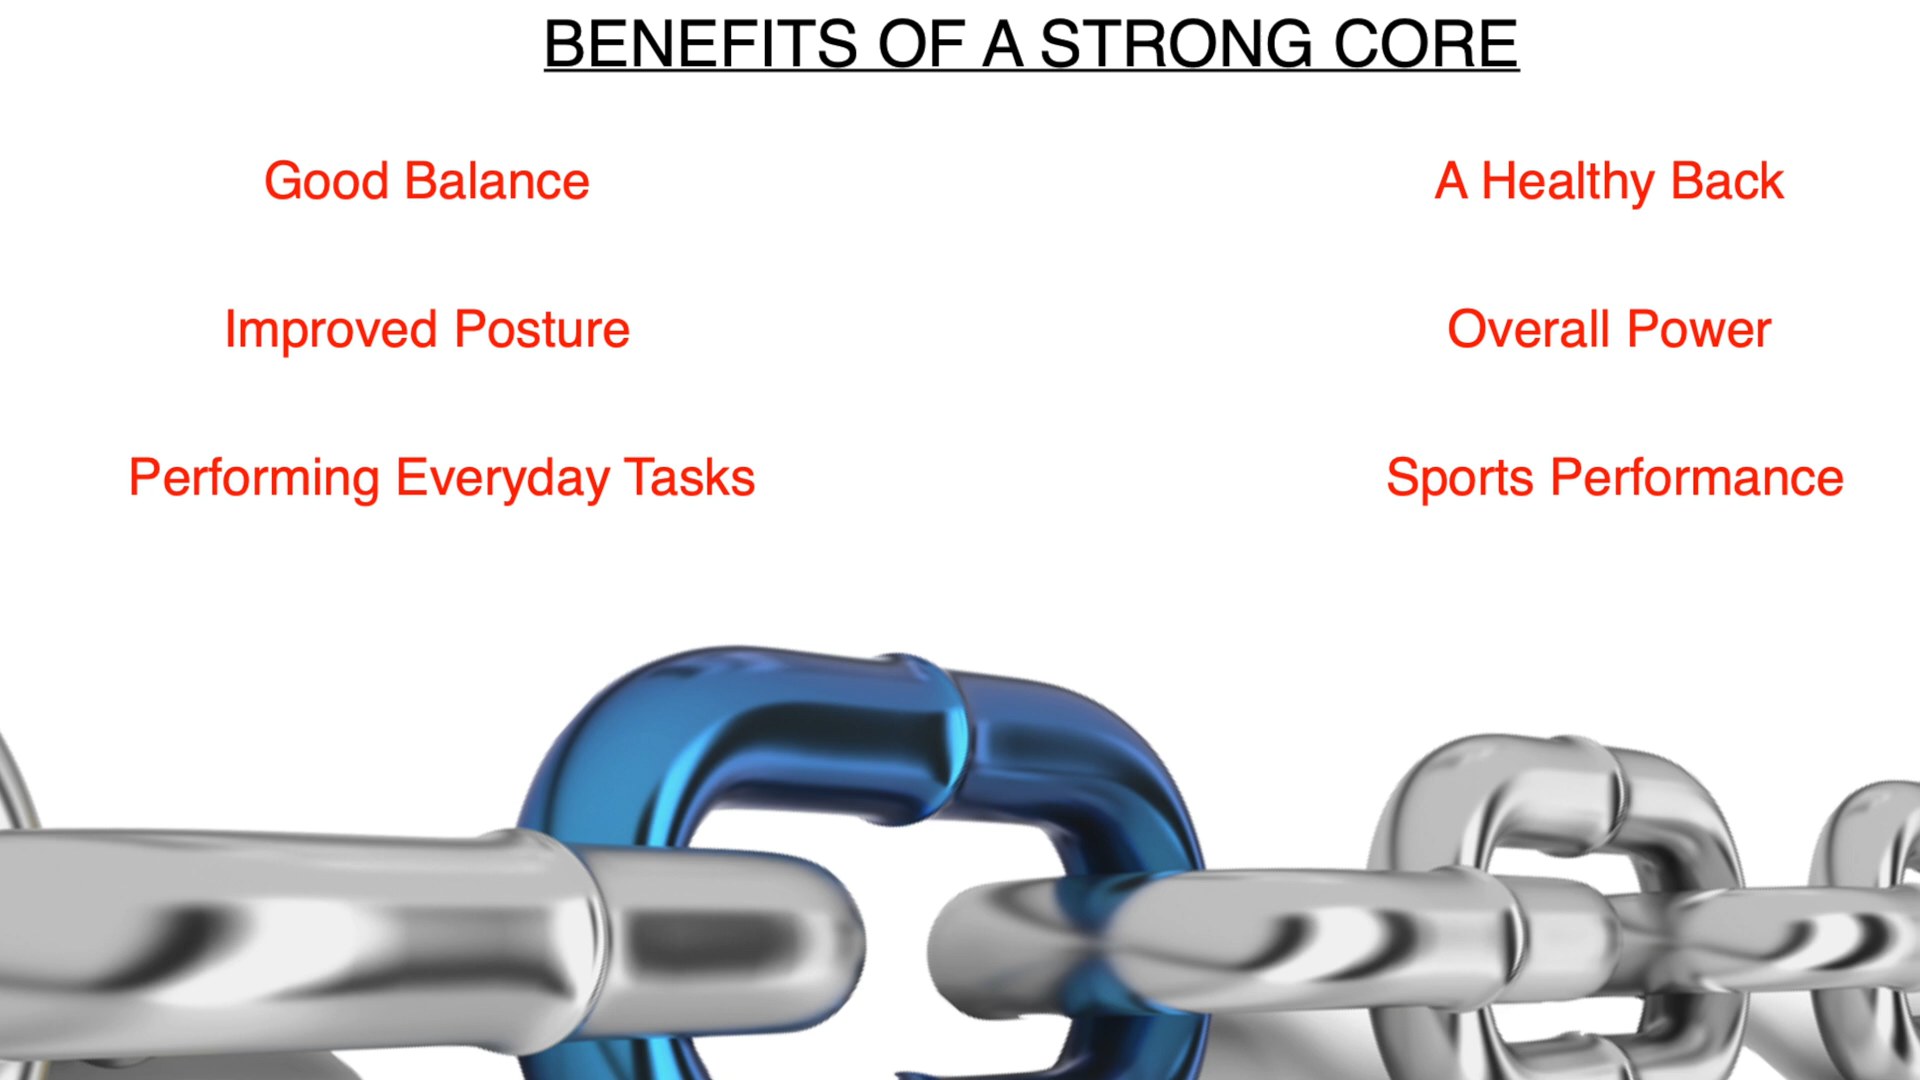 BENEFITS OF A STRONG CORE
Good Balance
A Healthy Back
Improved Posture
Overall Power
Performing Everyday Tasks
Sports Performance